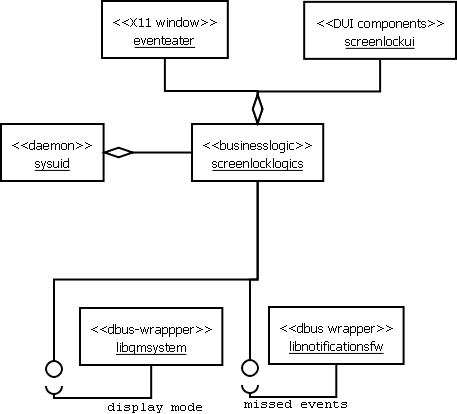 <<X11 window>>
eventeater
<<DUI components>>
screenlockui
<<daemon>>
sysuid
<<businesslogic>>
screenlocklogics
<<dbus-wrappper>>
libqmsystem
<<dbus wrapper>>
libnotificationsfw
display mode
missed events